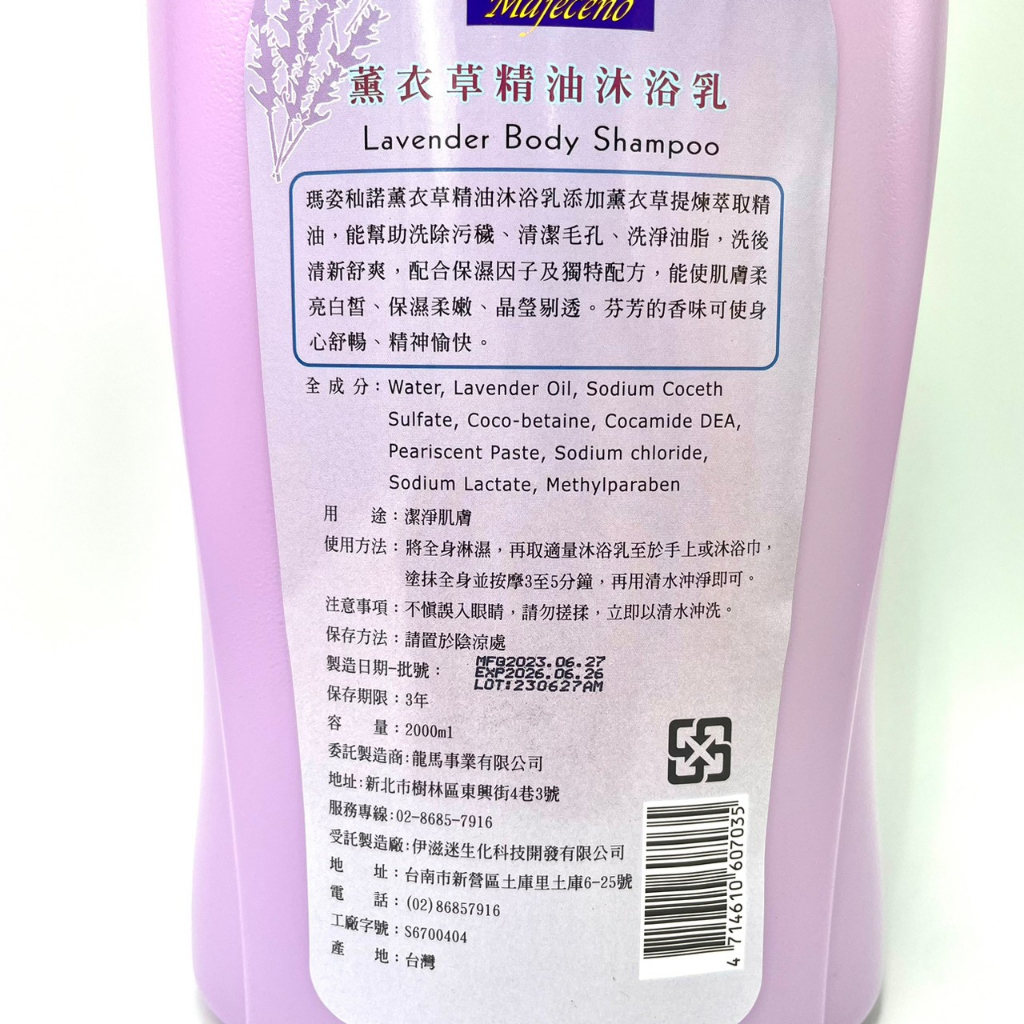 Majeceno
薰衣草精油沐浴乳
Lavender Body Shampoo
瑪姿秈諾薰衣草精油沐浴乳添加薰衣草提煉萃取精
油，能幫助洗除污穢、清潔毛孔、洗淨油脂，洗後
清新舒爽，配合保濕因子及獨特配方，能使肌膚柔
亮白皙、保濕柔嫩、晶瑩剔透。芬芳的香味可使身
心舒暢、精神愉快。
全成分：Water, Lavender Oil, Sodium Coceth
Sulfate, Coco-betaine, Cocamide DEA,
Peariscent Paste, Sodium chloride,
Sodium Lactate, Methylparaben
用　途：潔淨肌膚
使用方法：將全身淋濕，再取適量沐浴乳至於手上或沐浴巾，
塗抹全身並按摩3至5分鐘，再用清水沖淨即可。
注意事項：不慎誤入眼睛，請勿搓揉，立即以清水沖洗。
保存方法：請置於陰涼處
製造日期-批號：
MFG2023.06.27
EXP2026.06.26
LOT:230627AM
保存期限：3年
容　量：2000ml
委託製造商:龍馬事業有限公司
地址:新北市樹林區東興街4巷3號
服務專線:02-8685-7916
受託製造廠:伊滋迷生化科技開發有限公司
地　址：台南市新營區土庫里土庫6-25號
電　話：(02)86857916
工廠字號：S6700404
產　地：台灣
4 714610 607035